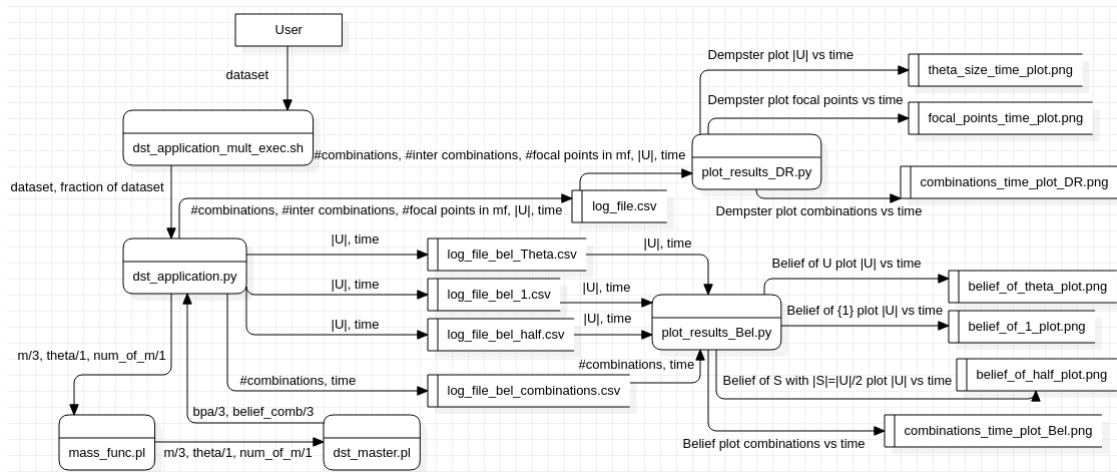 User
dataset
dst_application_mult_exec.sh
dataset, fraction of dataset
#combinations, #inter combinations, #focal points in mf, |U|, time
#combinations, #inter combinations, #focal points in mf, |U|, time
log_file.csv
plot_results_DR.py
Dempster plot |U| vs time
theta_size_time_plot.png
Dempster plot focal points vs time
focal_points_time_plot.png
combinations_time_plot_DR.png
Dempster plot combinations vs time
dst_application.py
|U|, time
log_file_bel_Theta.csv
|U|, time
|U|, time
log_file_bel_1.csv
|U|, time
|U|, time
log_file_bel_half.csv
|U|, time
#combinations, time
log_file_bel_combinations.csv
#combinations, time
plot_results_Bel.py
Belief of U plot |U| vs time
belief_of_theta_plot.png
Belief of {1} plot |U| vs time
belief_of_1_plot.png
Belief of S with |S|=|U|/2 plot |U| vs time
belief_of_half_plot.png
Belief plot combinations vs time
combinations_time_plot_Bel.png
m/3, theta/1, num_of_m/1
bpa/3, belief_comb/3
mass_func.pl
m/3, theta/1, num_of_m/1
dst_master.pl